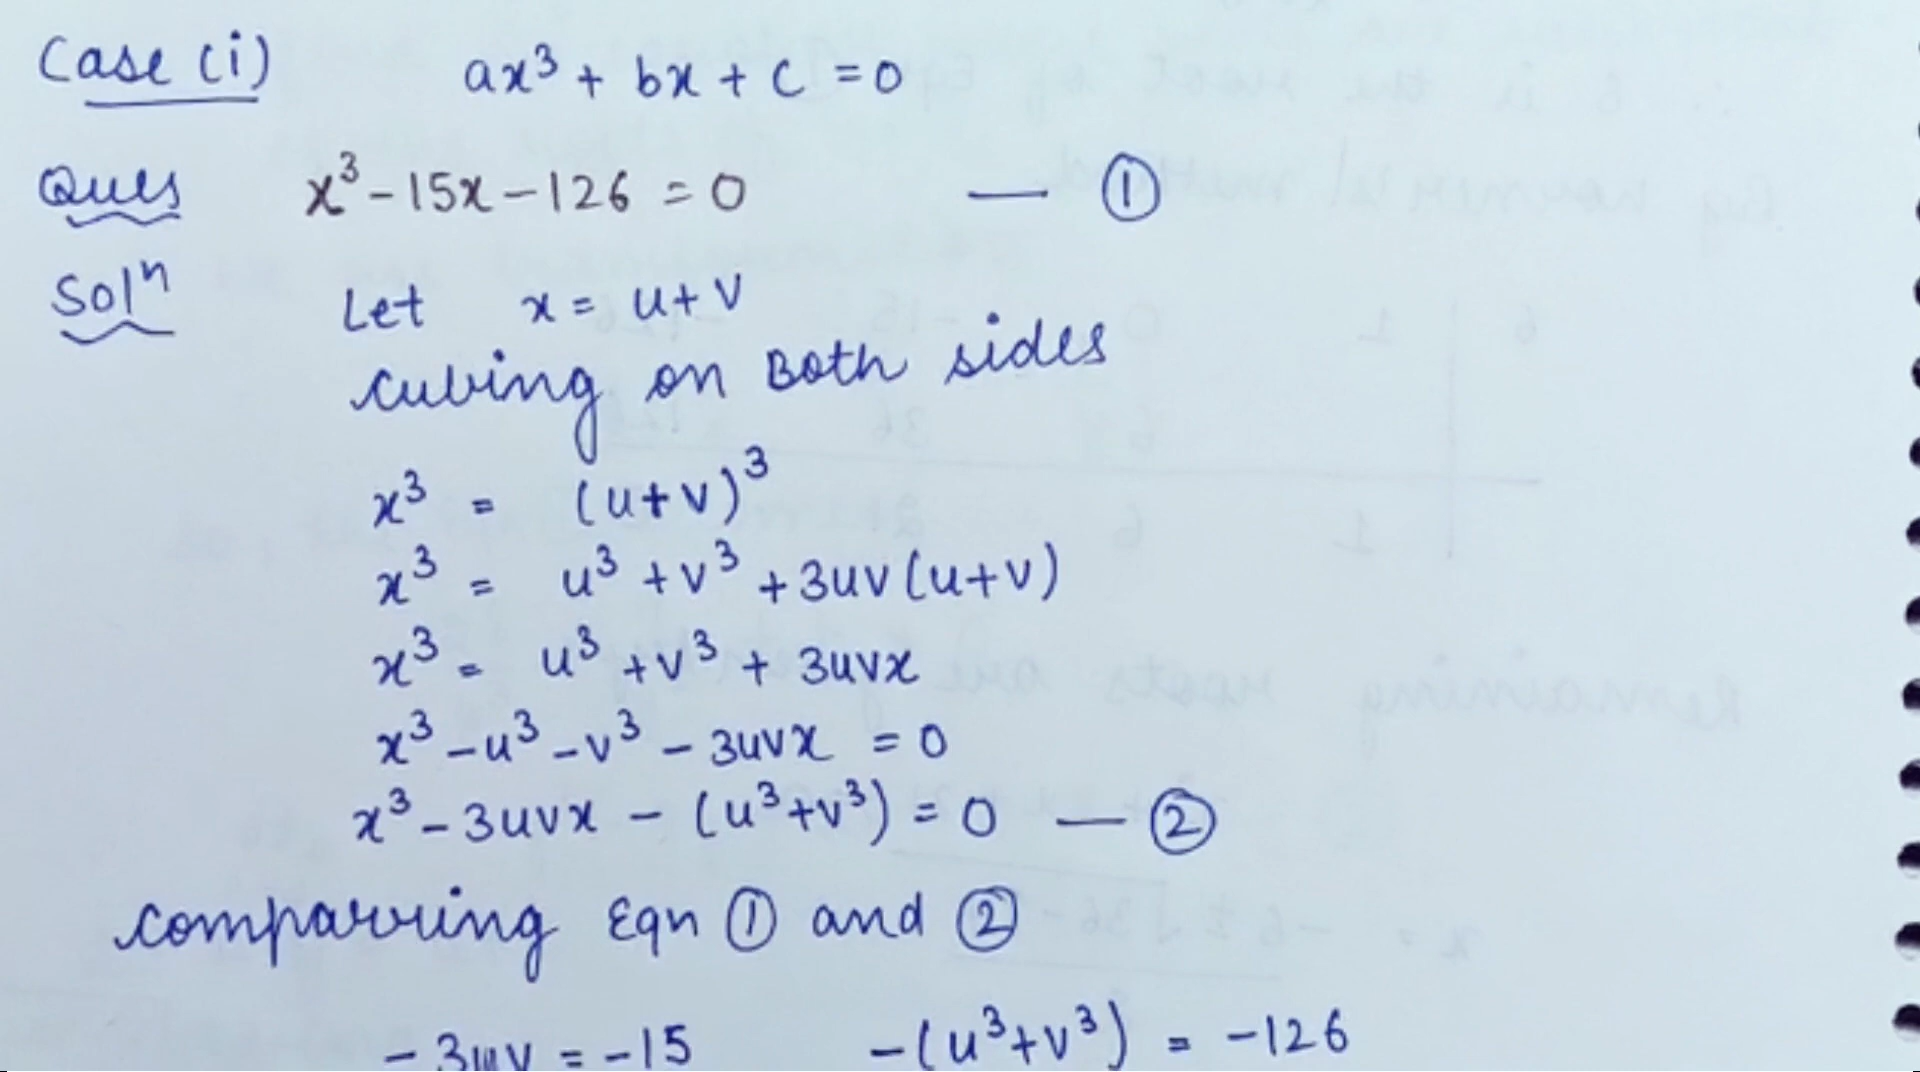 Case (i) ax³ + bx + c = 0
Ques x³ - 15x - 126 = 0 — ①
Solⁿ Let x = u + v
cubing on Both sides
x³ = (u+v)³
x³ = u³ + v³ + 3uv(u+v)
x³ = u³ + v³ + 3uvx
x³ - u³ - v³ - 3uvx = 0
x³ - 3uvx - (u³+v³) = 0 — ②
comparring Eqn ① and ②
- 3uv = -15 -(u³+v³) = -126